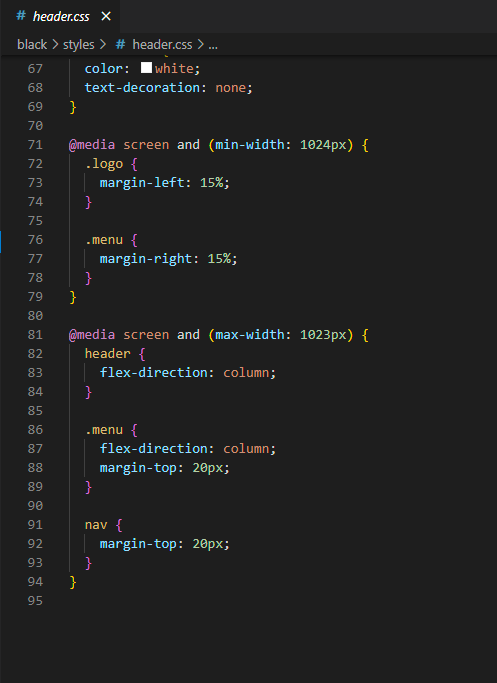 # header.css ×
black > styles > # header.css > ...
67 color: white;
68 text-decoration: none;
69 }
70
71 @media screen and (min-width: 1024px) {
72 .logo {
73 margin-left: 15%;
74 }
75
76 .menu {
77 margin-right: 15%;
78 }
79 }
80
81 @media screen and (max-width: 1023px) {
82 header {
83 flex-direction: column;
84 }
85
86 .menu {
87 flex-direction: column;
88 margin-top: 20px;
89 }
90
91 nav {
92 margin-top: 20px;
93 }
94 }
95